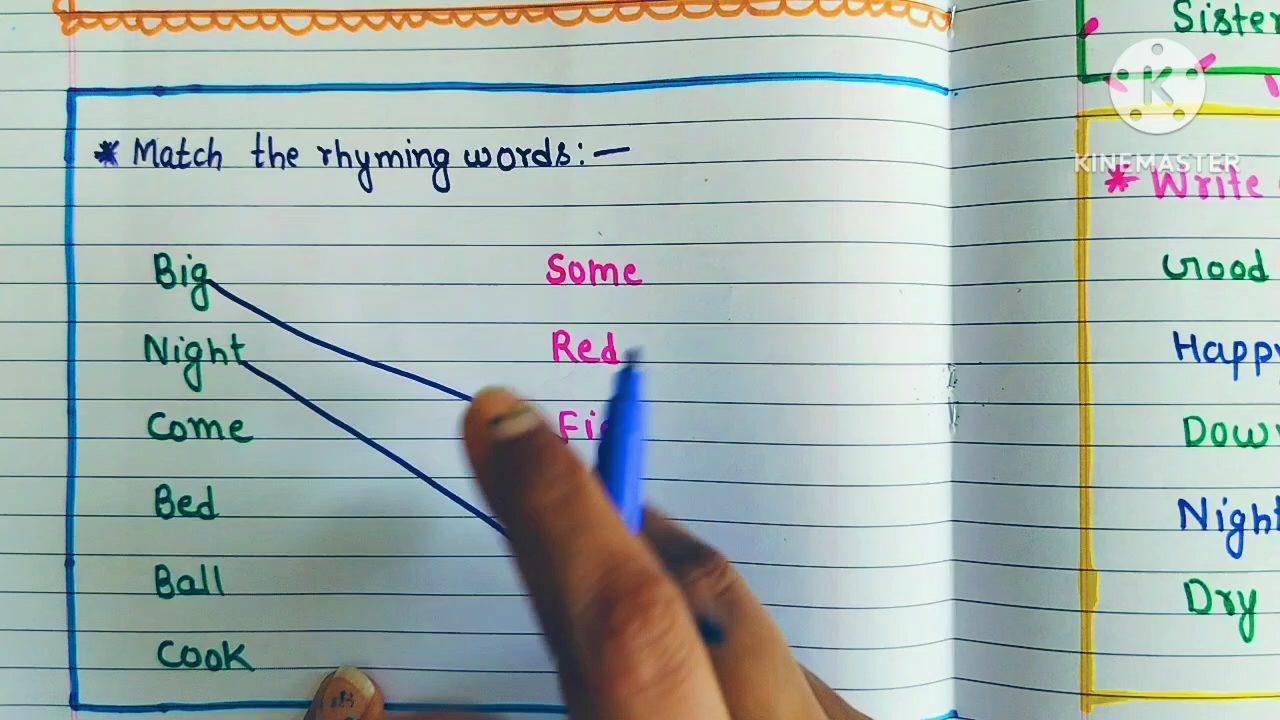 * Match the rhyming words:-
Big Some
Night Red
Come
Bed
Ball
Cook
Sister
KINEMASTER
* Write
Good
Happy
Night
Dry